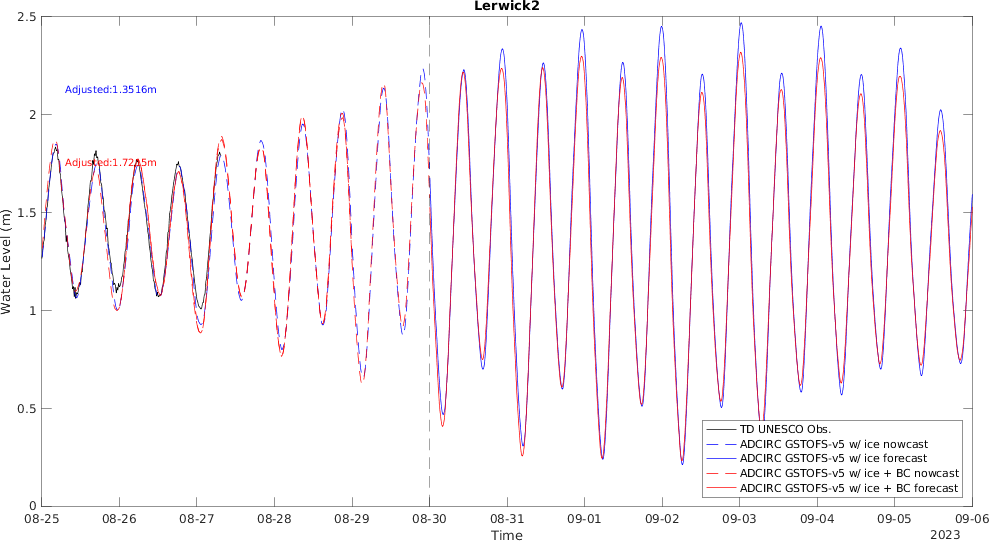 Lerwick2
2.5
2
1.5
1
0.5
0
Water Level (m)
Adjusted:1.3516m
TD UNESCO Obs.
ADCIRC GSTOFS-v5 w/ ice nowcast
ADCIRC GSTOFS-v5 w/ ice forecast
ADCIRC GSTOFS-v5 w/ ice + BC nowcast
ADCIRC GSTOFS-v5 w/ ice + BC forecast
08-25 08-26 08-27 08-28 08-29 08-30 08-31 09-01 09-02 09-03 09-04 09-05 09-06
Time
2023